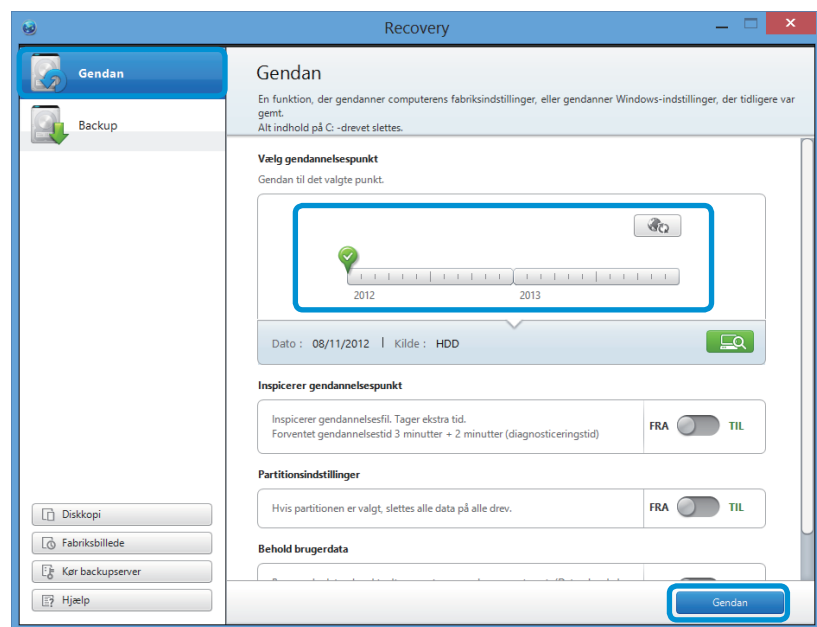 Recovery
Gendan
Backup
Diskkopi
Fabriksbillede
Kør backupserver
Hjælp
Gendan
En funktion, der gendanner computerens fabriksindstillinger, eller gendanner Windows-indstillinger, der tidligere var
gemt.
Alt indhold på C: -drevet slettes.
Vælg gendannelsespunkt
Gendan til det valgte punkt.
2012 2013
Dato : 08/11/2012 | Kilde : HDD
Inspicerer gendannelsespunkt
Inspicerer gendannelsesfil. Tager ekstra tid.
Forventet gendannelsestid 3 minutter + 2 minutter (diagnosticeringstid)
FRA TIL
Partitionsindstillinger
Hvis partitionen er valgt, slettes alle data på alle drev.
FRA TIL
Behold brugerdata
Gendan